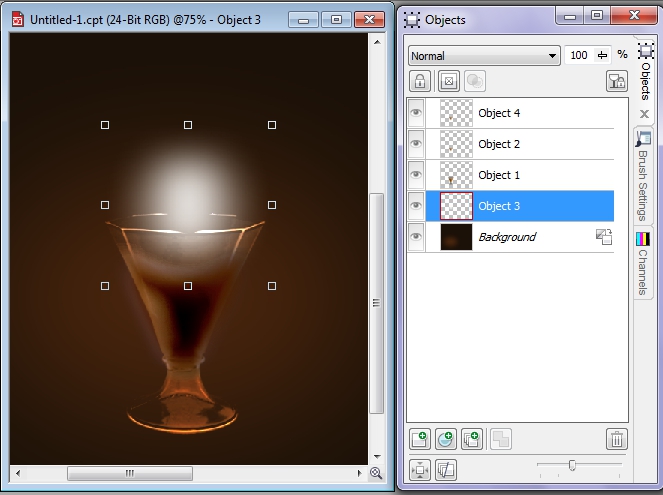 Untitled-1.cpt (24-Bit RGB) @75% - Object 3
Objects
Normal
100 %
Object 4
Object 2
Object 1
Object 3
Background
Objects
Brush Settings
Channels